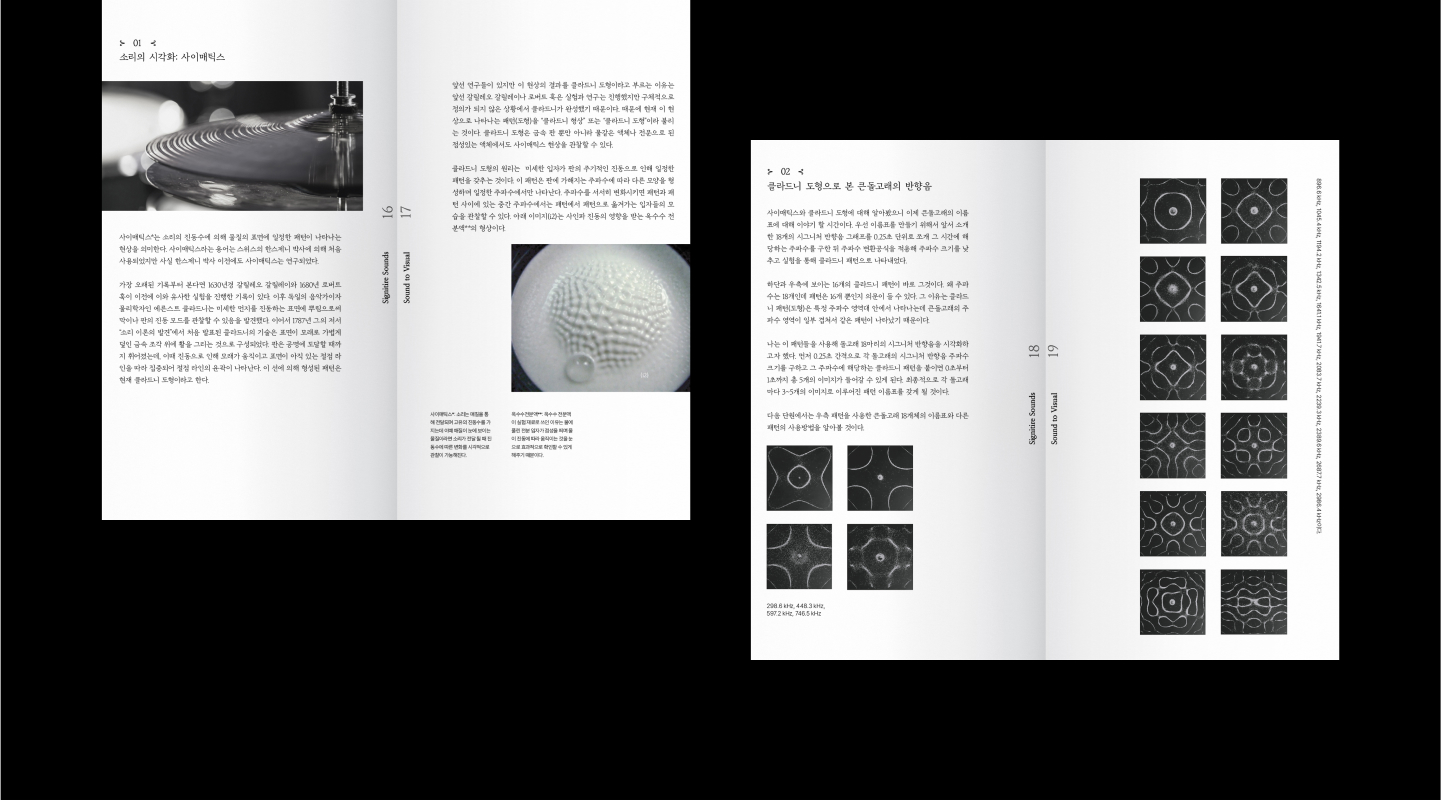 01
소리의 시각화: 사이매틱스
사이매틱스*는 소리의 진동수에 의해 물질의 표면에 일정한 패턴이 나타나는
현상을 의미한다. 사이매틱스라는 용어는 스위스의 한스제니 박사에 의해 처음
사용되었지만 사실 한스제니 박사 이전에도 사이매틱스는 연구되었다.
가장 오래된 기록부터 본다면 1630년경 갈릴레오 갈릴레이와 1680년 로버트
훅이 이전에 이와 유사한 실험을 진행한 기록이 있다. 이후 독일의 음악가이자
물리학자인 에른스트 클라드니는 미세한 먼지를 진동하는 표면에 뿌림으로써
막이나 판의 진동 모드를 관찰할 수 있음을 발견했다. 이어서 1787년 그의 저서
"소리 이론의 발견"에서 처음 발표된 클라드니의 기술은 표면이 모래로 가볍게
덮인 금속 조각 위에 활을 그리는 것으로 구성되었다. 판은 공명에 도달할 때까
지 휘어졌는데, 이때 진동으로 인해 모래가 움직이고 표면이 아직 있는 절점 라
인을 따라 집중되어 절점 라인의 윤곽이 나타난다. 이 선에 의해 형성된 패턴은
현재 클라드니 도형이라고 한다.
16
17
Signitire Sounds
Sound to Visual
앞선 연구들이 있지만 이 현상의 결과를 클라드니 도형이라고 부르는 이유는
앞선 갈릴레오 갈릴레이나 로버트 훅은 실험과 연구는 진행했지만 구체적으로
정의가 되지 않은 상황에서 클라드니가 완성했기 때문이다. 때문에 현재 이 현
상으로 나타나는 패턴(도형)을 "클라드니 형상" 또는 "클라드니 도형"이라 불리
는 것이다. 클라드니 도형은 금속 판 뿐만 아니라 물같은 액체나 전분으로 된
점성있는 액체에서도 사이매틱스 현상을 관찰할 수 있다.
클라드니 도형의 원리는 미세한 입자가 판의 주기적인 진동으로 인해 일정한
패턴을 갖추는 것이다. 이 패턴은 판에 가해지는 주파수에 따라 다른 모양을 형
성하며 일정한 주파수에서만 나타난다. 주파수를 서서히 변화시키면 패턴과 패
턴 사이에 있는 중간 주파수에서는 패턴에서 패턴으로 옮겨가는 입자들의 모
습을 관찰할 수 있다. 아래 이미지(12)는 사인파 진동의 영향을 받는 옥수수 전
분액**의 형상이다.
(12)
사이매틱스*: 소리는 매질을 통
해 전달되며 고유의 진동수를 가
지는데 이때 매질이 눈에 보이는
물질이라면 소리가 전달 될 때 진
동수에 따른 변화를 시각적으로
관찰이 가능해진다.
옥수수 전분액**: 옥수수 전분액
이 실험 재료로 쓰인 이유는 물에
풀린 전분 입자가 점성을 띄며 물
이 진동에 따라 움직이는 것을 눈
으로 효과적으로 확인할 수 있게
해주기 때문이다.
02
클라드니 도형으로 본 큰돌고래의 반향음
사이매틱스와 클라드니 도형에 대해 알아봤으니 이제 큰돌고래의 이름
표에 대해 이야기 할 시간이다. 우선 이름표를 만들기 위해서 앞서 소개
한 18개의 시그니처 반향음 그래프를 0.25초 단위로 쪼개 그 시간에 해
당하는 주파수를 구한 뒤 주파수 변환공식을 적용해 주파수 크기를 낮
추고 실험을 통해 클라드니 패턴으로 나타내었다.
하단과 우측에 보이는 16개의 클라드니 패턴이 바로 그것이다. 왜 주파
수는 18개인데 패턴은 16개 뿐인지 의문이 들 수 있다. 그 이유는 클라드
니 패턴(도형)은 특정 주파수 영역대 안에서 나타나는데 돌고래의 주
파수 영역이 일부 겹쳐서 같은 패턴이 나타났기 때문이다.
나는 이 패턴들을 사용해 돌고래 18마리의 시그니처 반향음을 시각화하
고자 했다. 먼저 0.25초 간격으로 각 돌고래의 시그니처 반향음 주파수
크기를 구하고 그 주파수에 해당하는 클라드니 패턴을 붙이면 0초부터
1초까지 총 5개의 이미지가 들어갈 수 있게 된다. 최종적으로 각 돌고래
마다 3~5개의 이미지로 이루어진 패턴 이름표를 갖게 될 것이다.
다음 단원에서는 우측 패턴을 사용한 큰돌고래 18개체의 이름표와 다른
패턴의 사용방법을 알아볼 것이다.
298.6 kHz, 448.3 kHz,
597.2 kHz, 746.5 kHz
18
19
Signitire Sounds
Sound to Visual
896.6 kHz, 1045.4 kHz, 1194.2 kHz, 1342.5 kHz, 1641.1 kHz, 1941.7 kHz, 2083.7 kHz, 2239.3 kHz, 2389.6 kHz, 2687.7 kHz, 2986.4 kHz이다.